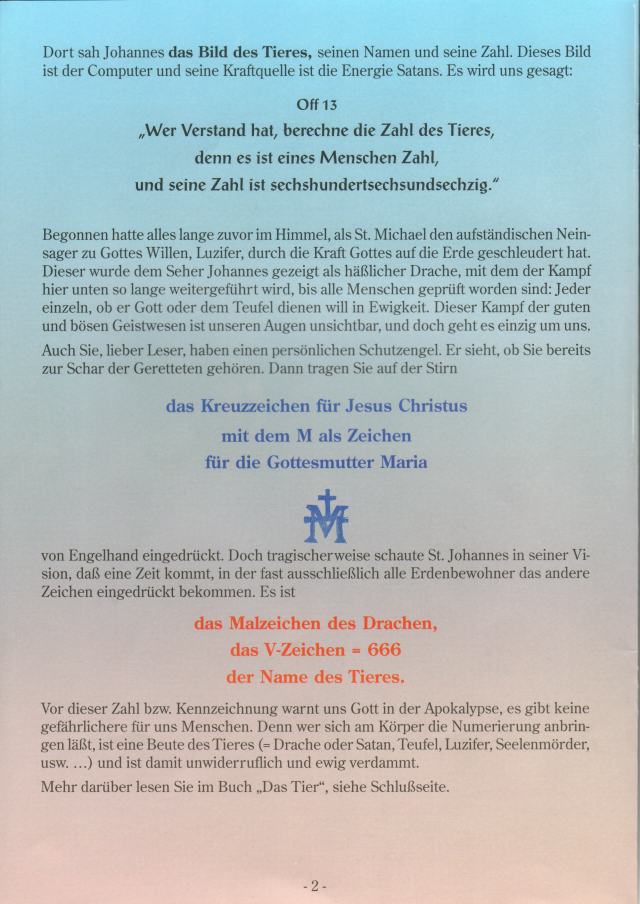 Dort sah Johannes das Bild des Tieres, seinen Namen und seine Zahl. Dieses Bild
ist der Computer und seine Kraftquelle ist die Energie Satans. Es wird uns gesagt:
Off 13
„Wer Verstand hat, berechne die Zahl des Tieres,
denn es ist eines Menschen Zahl,
und seine Zahl ist sechshundertsechsundsechzig.“
Begonnen hatte alles lange zuvor im Himmel, als St. Michael den aufständischen Nein-
sager zu Gottes Willen, Luzifer, durch die Kraft Gottes auf die Erde geschleudert hat.
Dieser wurde dem Seher Johannes gezeigt als häßlicher Drache, mit dem der Kampf
hier unten so lange weitergeführt wird, bis alle Menschen geprüft worden sind: Jeder
einzeln, ob er Gott oder dem Teufel dienen will in Ewigkeit. Dieser Kampf der guten
und bösen Geistwesen ist unseren Augen unsichtbar, und doch geht es einzig um uns.
Auch Sie, lieber Leser, haben einen persönlichen Schutzengel. Er sieht, ob Sie bereits
zur Schar der Geretteten gehören. Dann tragen Sie auf der Stirn
das Kreuzzeichen für Jesus Christus
mit dem M als Zeichen
für die Gottesmutter Maria
M
von Engelhand eingedrückt. Doch tragischerweise schaute St. Johannes in seiner Vi-
sion, daß eine Zeit kommt, in der fast ausschließlich alle Erdenbewohner das andere
Zeichen eingedrückt bekommen. Es ist
das Malzeichen des Drachen,
das V-Zeichen = 666
der Name des Tieres.
Vor dieser Zahl bzw. Kennzeichnung warnt uns Gott in der Apokalypse, es gibt keine
gefährlichere für uns Menschen. Denn wer sich am Körper die Numerierung anbrin-
gen läßt, ist eine Beute des Tieres (= Drache oder Satan, Teufel, Luzifer, Seelenmörder,
usw. ...) und ist damit unwiderruflich und ewig verdammt.
Mehr darüber lesen Sie im Buch „Das Tier“, siehe Schlußseite.
- 2 -